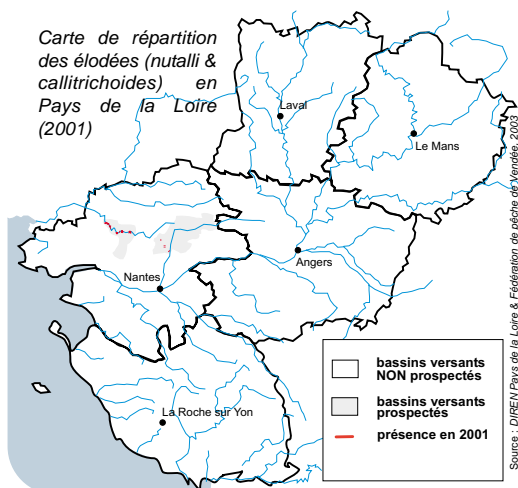 Carte de répartition
des élodées (nutalli &
callitrichoides) en
Pays de la Loire
(2001)
Laval
Le Mans
Angers
Nantes
La Roche sur Yon
bassins versants
NON prospectés
bassins versants
prospectés
présence en 2001
Source : DIREN Pays de la Loire & Fédération de pêche de Vendée, 2003